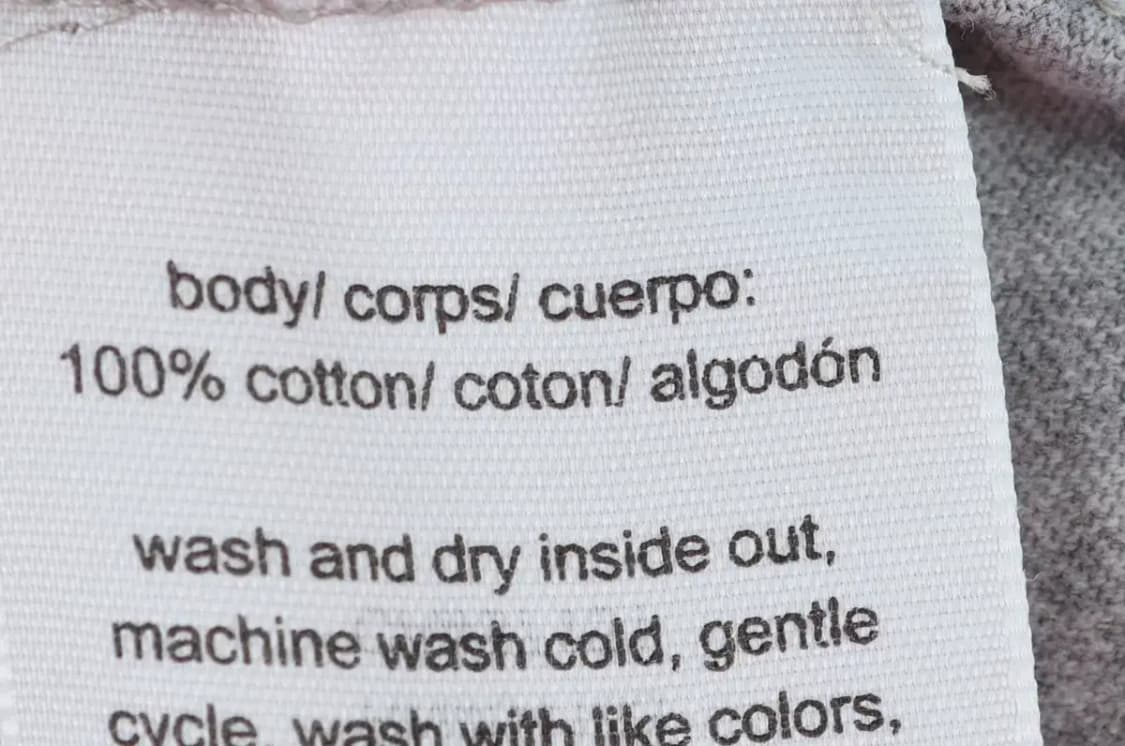 body/ corps/ cuerpo:
100% cotton/ coton/ algodón
wash and dry inside out,
machine wash cold, gentle
cycle, wash with like colors,